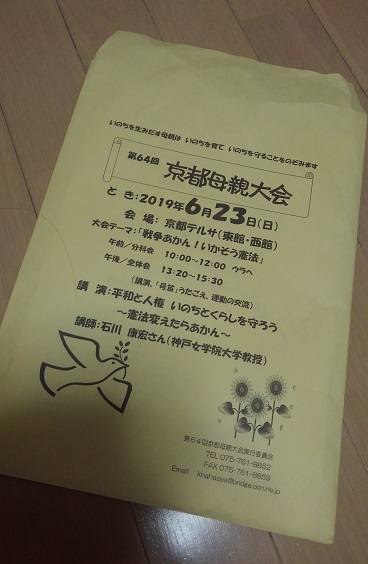 いのちを生みだす母親は いのちを育て いのちを守ることをのぞみます
第64回 京都母親大会
と き:2019年6月23日(日)
会 場: 京都テルサ(東館・西館)
大会テーマ:「戦争あかん！いかそう憲法」
午前／分科会 10:00~12:00 ウラへ
午後／全体会 13:20~15:30
(講演、「母笛」うたごえ、運動の交流)
講 演:平和と人権 いのちとくらしを守ろう
～憲法変えたらあかん～
講師:石川 康宏さん(神戸女学院大学教授)
第64回京都母親大会実行委員会
TEL 075-761-8862
FAX 075-761-8859
Email @bridge.ocn.ne.jp